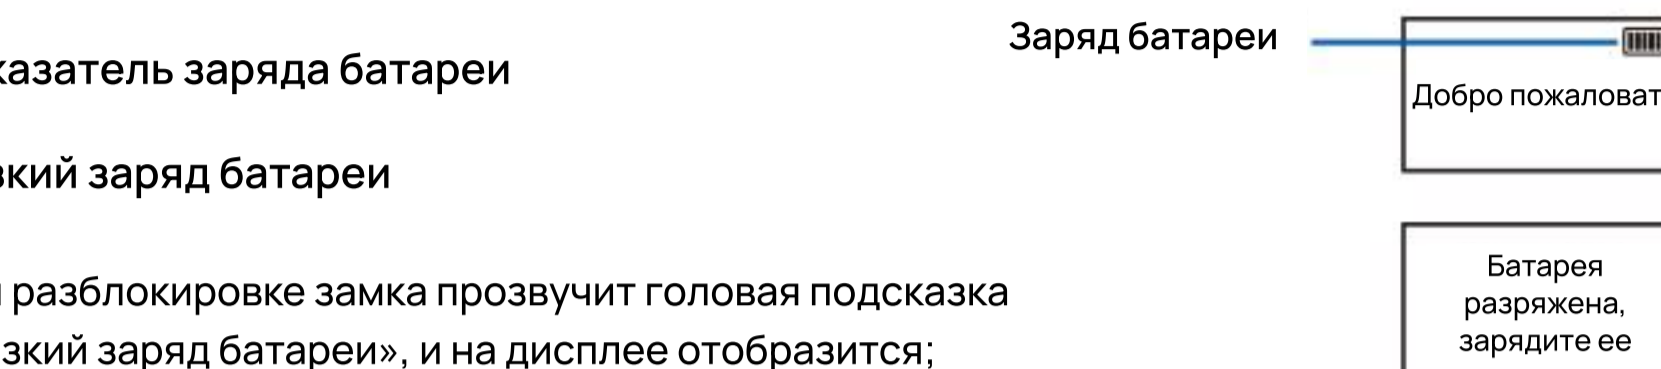 казатель заряда батареи
зкий заряд батареи
разблокировке замка прозвучит головая подсказка
зкий заряд батареи», и на дисплее отобразится;
Заряд батареи
Добро пожаловат
Батарея
разряжена,
зарядите ее